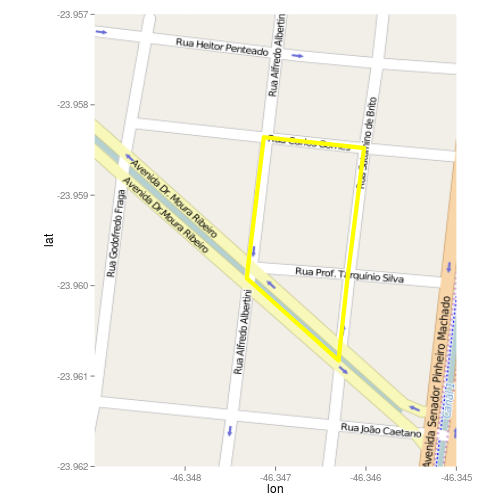 -23.957
-23.958
-23.959
-23.960
-23.961
-23.962
lat
Rua Heitor Penteado
Rua Alfredo Albertini
Rua Carlos Gomes
de Brito
Avenida Dr. Moura Ribeiro
Avenida Dr.Moura Ribeiro
Rua Godofredo Fraga
Rua Prof. Tarquínio Silva
Rua Alfredo Albertini
Avenida Senador Pinheiro Machado
Rua João Caetano
-46.348
-46.347
-46.346
-46.345
lon